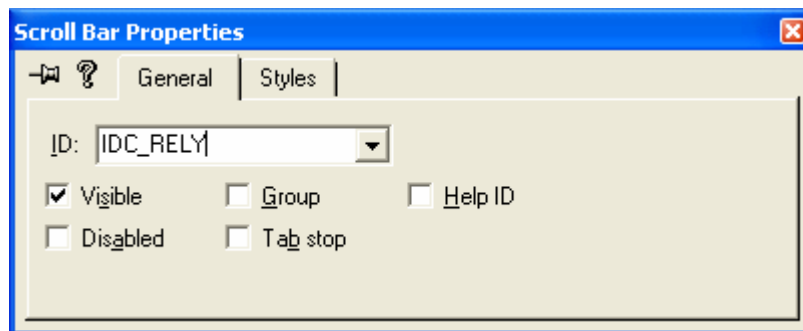 Scroll Bar Properties
General Styles
ID: IDC_RELY
Visible Group Help ID
Disabled Tab stop